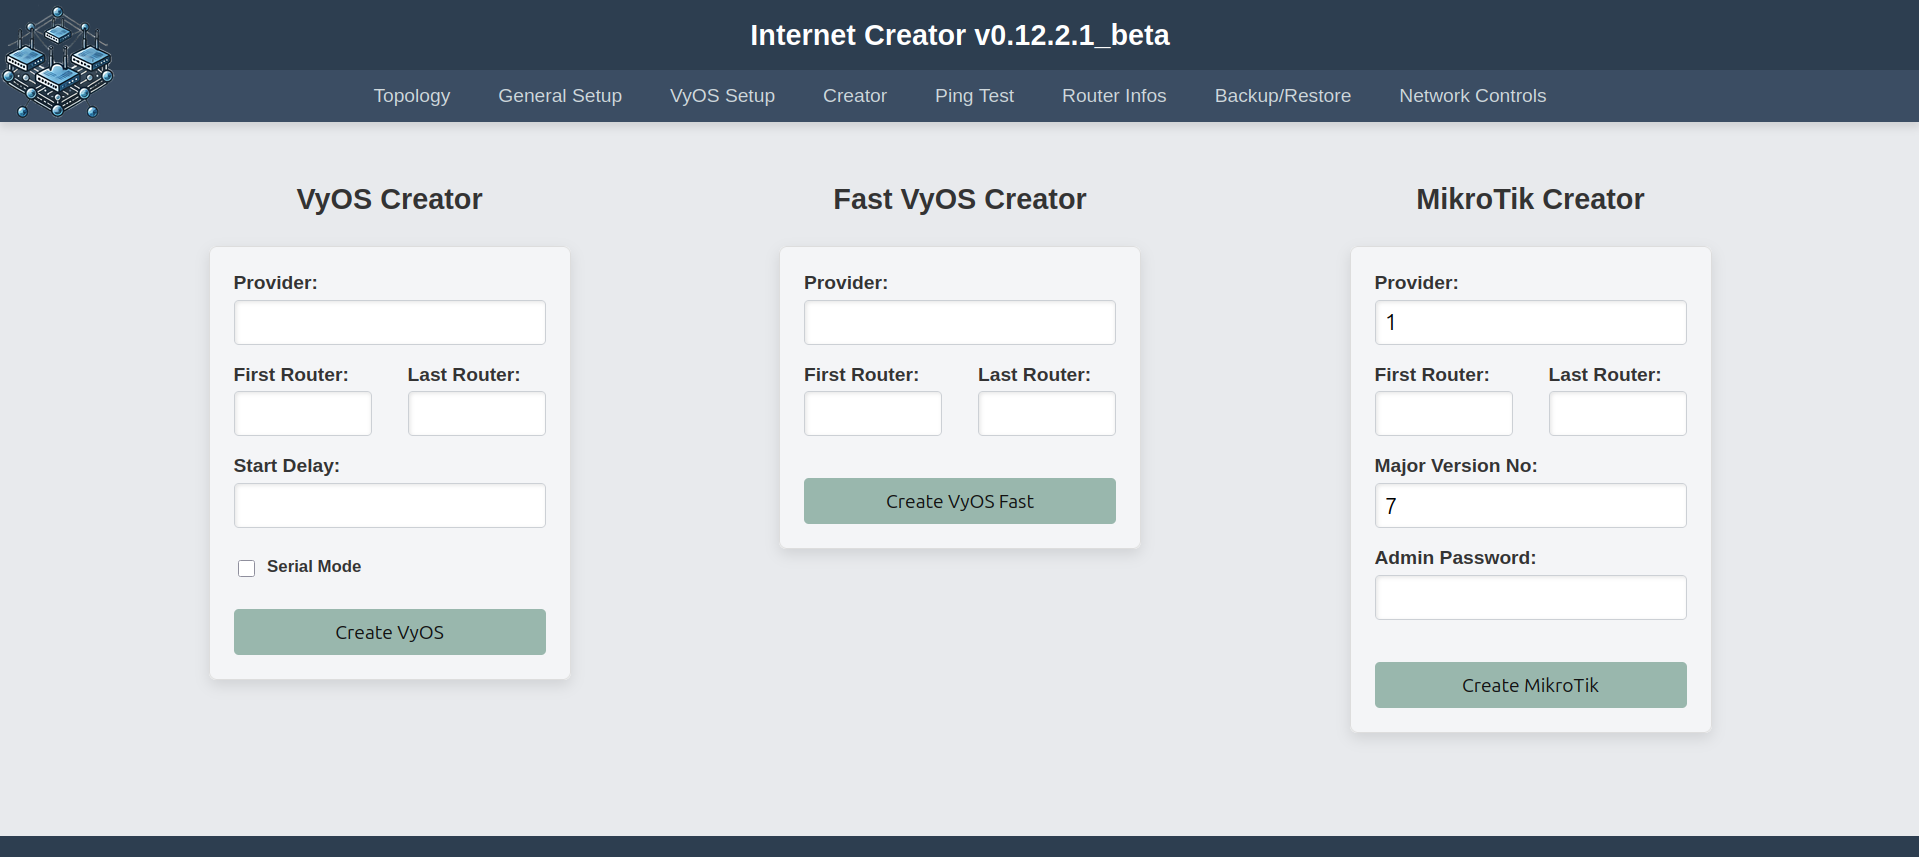 Internet Creator v0.12.2.1_beta
Topology General Setup VyOS Setup Creator Ping Test Router Infos Backup/Restore Network Controls
VyOS Creator
Provider:
First Router: Last Router:
Start Delay:
Serial Mode
Create VyOS
Fast VyOS Creator
Provider:
First Router: Last Router:
Create VyOS Fast
MikroTik Creator
Provider:
1
First Router: Last Router:
Major Version No:
7
Admin Password:
Create MikroTik